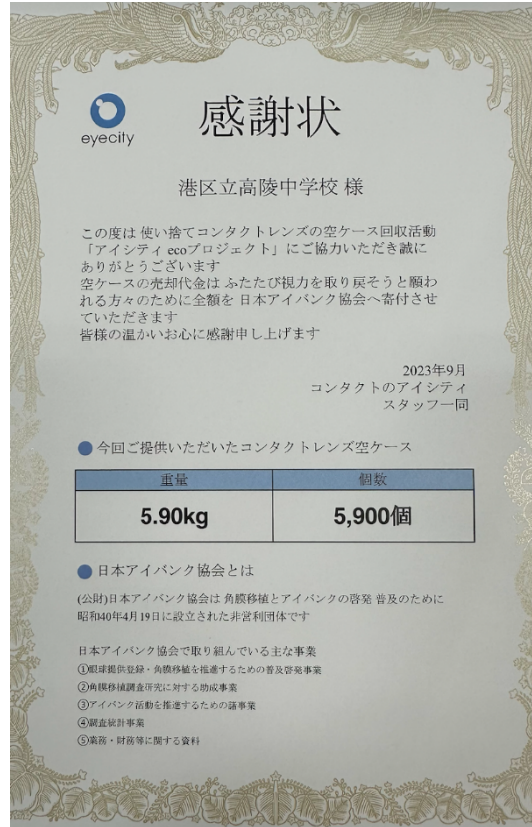 eyecity
感謝状
港区立高陵中学校 様
この度は 使い捨てコンタクトレンズの空ケース回収活動
「アイシティ ecoプロジェクト」にご協力いただき誠に
ありがとうございます
空ケースの売却代金は ふたたび視力を取り戻そうと願わ
れる方々のために全額を 日本アイバンク協会へ寄付させ
ていただきます
皆様の温かいお心に感謝申し上げます
2023年9月
コンタクトのアイシティ
スタッフ一同
● 今回ご提供いただいたコンタクトレンズ空ケース
重量 個数
5.90kg 5,900個
● 日本アイバンク協会とは
(公財)日本アイバンク協会は 角膜移植とアイバンクの啓発 普及のために
昭和40年4月19日に設立された非営利団体です
日本アイバンク協会で取り組んでいる主な事業
①眼球提供登録・角膜移植を推進するための普及啓発事業
②角膜移植調査研究に対する助成事業
③アイバンク活動を推進するための諸事業
④調査統計事業
⑤業務・財務等に関する資料